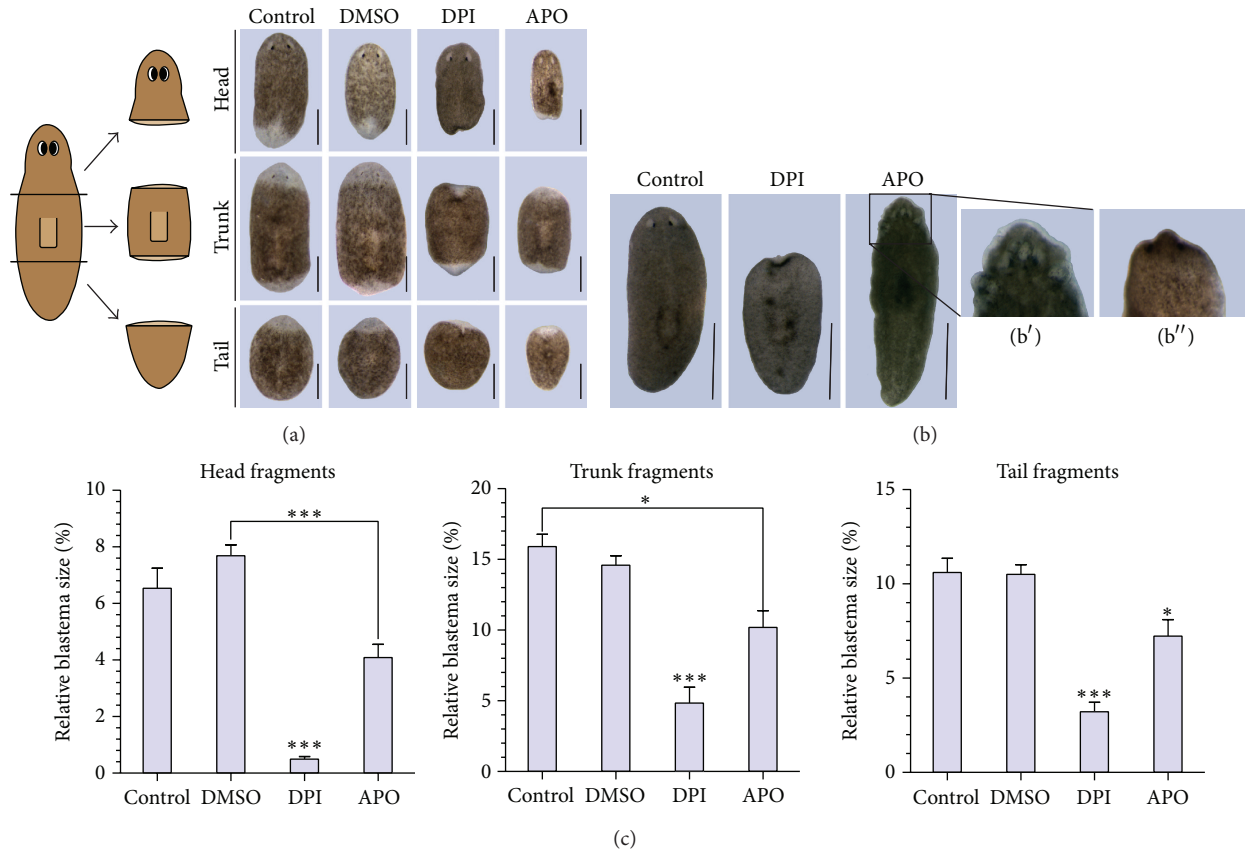 Control DMSO DPI APO
Head
Trunk
Tail
(a)
Control DPI APO
(b′) (b″)
(b)
Head fragments
Relative blastema size (%)
10
8
6
4
2
0
***
***
Control DMSO DPI APO
Trunk fragments
Relative blastema size (%)
20
15
10
5
0
*
***
Control DMSO DPI APO
Tail fragments
Relative blastema size (%)
15
10
5
0
***
*
Control DMSO DPI APO
(c)